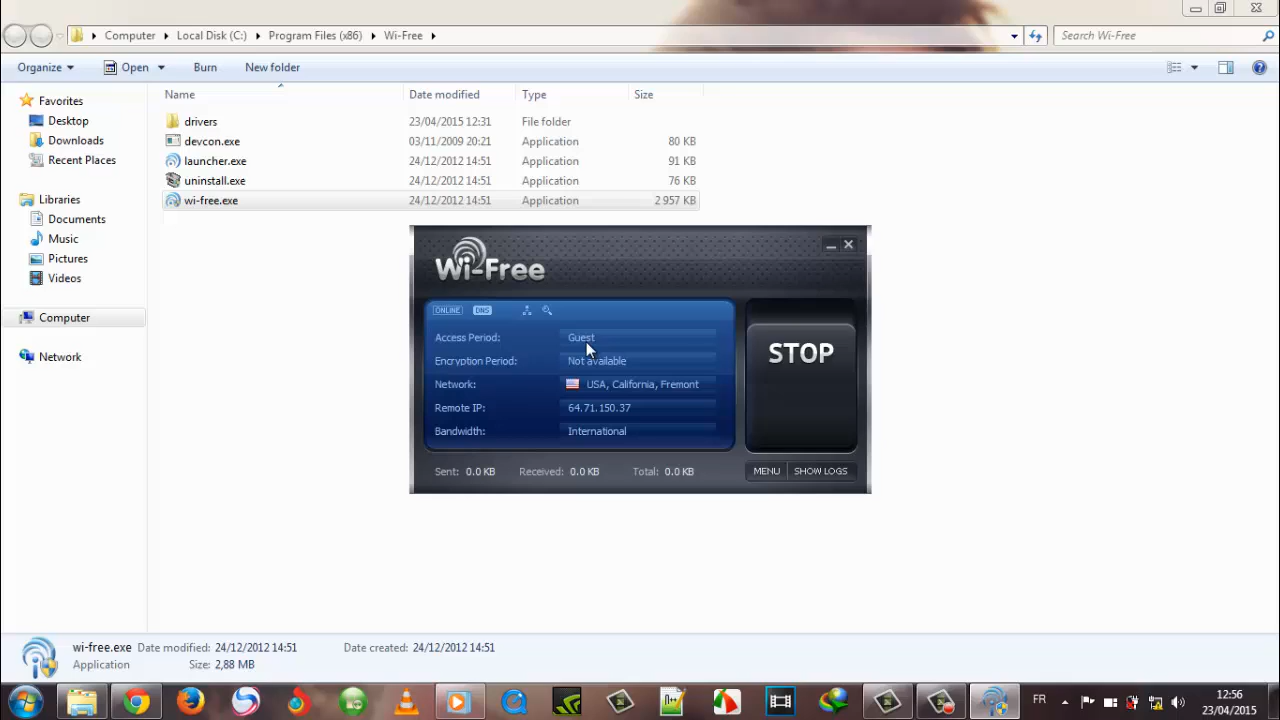 Computer Local Disk (C:) Program Files (x86) Wi-Free Search Wi-Free
Organize Open Burn New folder
Name Date modified Type Size
Favorites
Desktop
Downloads
Recent Places
Libraries
Documents
Music
Pictures
Videos
Computer
Network
drivers 23/04/2015 12:31 File folder
devcon.exe 03/11/2009 20:21 Application 80 KB
launcher.exe 24/12/2012 14:51 Application 91 KB
uninstall.exe 24/12/2012 14:51 Application 76 KB
wi-free.exe 24/12/2012 14:51 Application 2 957 KB
Wi-Free
ONLINE DNS
Access Period: Guest
Encryption Period: Not available
Network: USA, California, Fremont
Remote IP: 64.71.150.37
Bandwidth: International
STOP
Sent: 0.0 KB Received: 0.0 KB Total: 0.0 KB MENU SHOW LOGS
wi-free.exe Date modified: 24/12/2012 14:51 Date created: 24/12/2012 14:51
Application Size: 2,88 MB
FR 12:56
23/04/2015